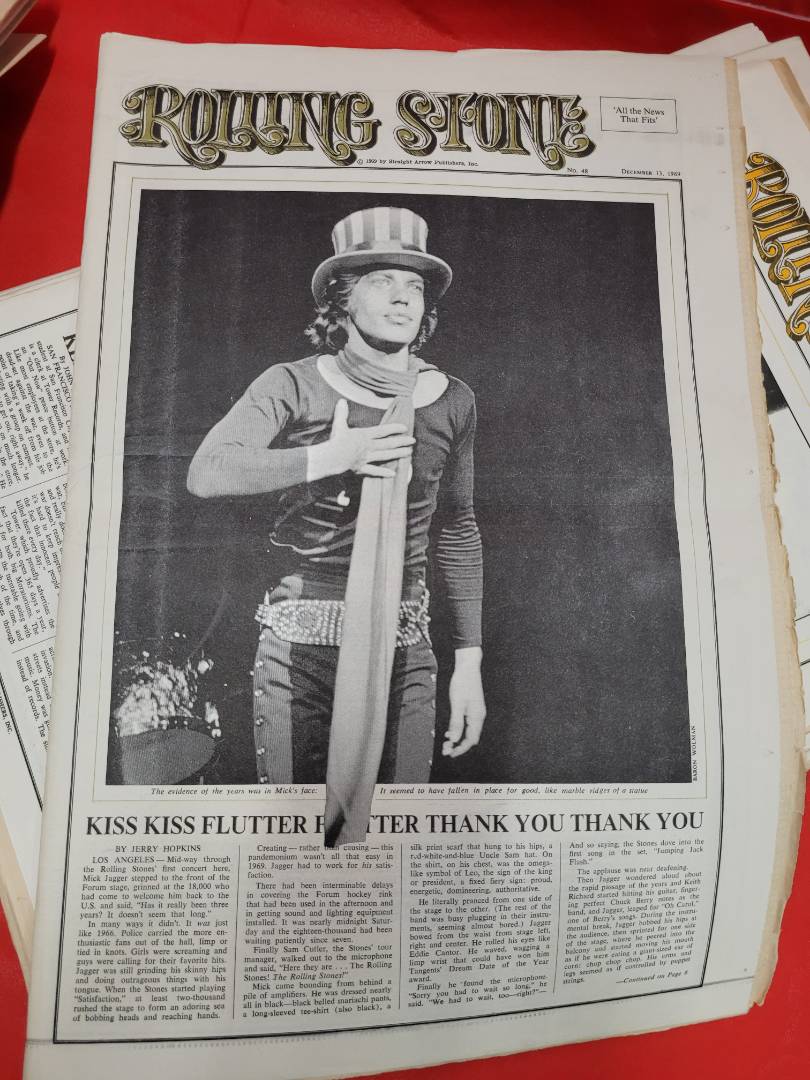 ROLLING STONE
'All the News
That Fits'
© 1969 by Straight Arrow Publishers, Inc.
No. 48
DECEMBER 13, 1969
BARON WOLMAN
The evidence of the years was in Mick's face: It seemed to have fallen in place for good, like marble ridges of a statue
KISS KISS FLUTTER F TTER THANK YOU THANK YOU
BY JERRY HOPKINS
LOS ANGELES — Mid-way through
the Rolling Stones' first concert here,
Mick Jagger stepped to the front of the
Forum stage, grinned at the 18,000 who
had come to welcome him back to the
U.S. and said, "Has it really been three
years? It doesn't seem that long."
In many ways it didn't. It was just
like 1966. Police carried the more en-
thusiastic fans out of the hall, limp or
tied in knots. Girls were screaming and
guys were calling for their favorite hits.
Jagger was still grinding his skinny hips
and doing outrageous things with his
tongue. When the Stones started playing
"Satisfaction," at least two-thousand
rushed the stage to form an adoring sea
of bobbing heads and reaching hands.
Creating — rather causing — this
pandemonium wasn't all that easy in
1969. Jagger had to work for his satis-
faction.
There had been interminable delays
in covering the Forum hockey rink
that had been used in the afternoon and
in getting sound and lighting equipment
installed. It was nearly midnight Satur-
day and the eighteen-thousand had been
waiting patiently since seven.
Finally Sam Cutler, the Stones' tour
manager, walked out to the microphone
and said, "Here they are . . . The Rolling
Stones! The Rolling Stones!"
Mick came bounding from behind a
pile of amplifiers. He was dressed nearly
all in black—black belled mariachi pants,
a long-sleeved tee-shirt (also black), a
silk print scarf that hung to his hips, a
red-white-and-blue Uncle Sam hat. On
the shirt, on his chest, was the omega-
like symbol of Leo, the sign of the king
or president, a fixed fiery sign: proud,
energetic, domineering, authoritative.
He literally pranced from one side of
the stage to the other. (The rest of the
band was busy plugging in their instru-
ments, seeming almost bored.) Jagger
bowed from the waist from stage left,
right and center. He rolled his eyes like
Eddie Cantor. He waved, wagging a
limp wrist that could have won him
Tangents' Dream Date of the Year
award.
Finally he found the microphone.
"Sorry you had to wait so long," he
said. "We had to wait, too—right?"—
And so saying, the Stones dove into the
first song in the set, "Jumping Jack
Flash."
The applause was near deafening.
Then Jagger wondered aloud about
the rapid passage of the years and Keith
Richard started hitting his guitar, finger-
ing perfect Chuck Berry notes as the
band, and Jagger, segued for "Oh Carol,"
one of Berry's songs. During the instru-
mental break, Jagger bobbed his hips at
the audience, then sprinted for one side
of the stage, where he peered into the
balcony and started moving his mouth
as if he were eating a giant-sized ear of
corn: chop chop chop. His arms and
legs seemed as if controlled by puppet
strings.
—Continued on Page 8